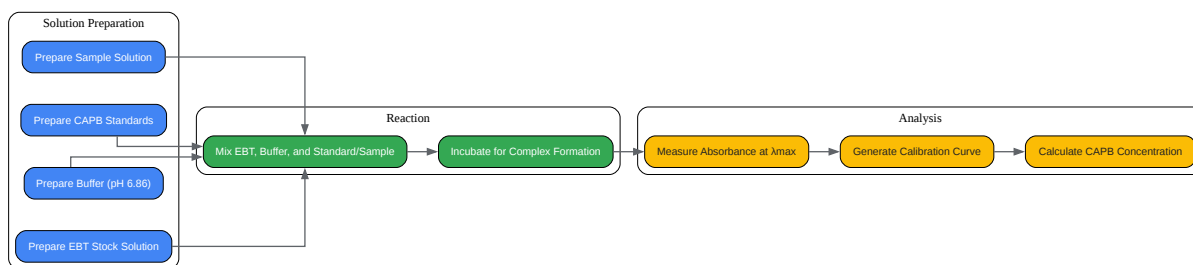 Solution Preparation
Prepare Sample Solution
Prepare CAPB Standards
Prepare Buffer (pH 6.86)
Prepare EBT Stock Solution
Reaction
Mix EBT, Buffer, and Standard/Sample
Incubate for Complex Formation
Analysis
Measure Absorbance at λmax
Generate Calibration Curve
Calculate CAPB Concentration